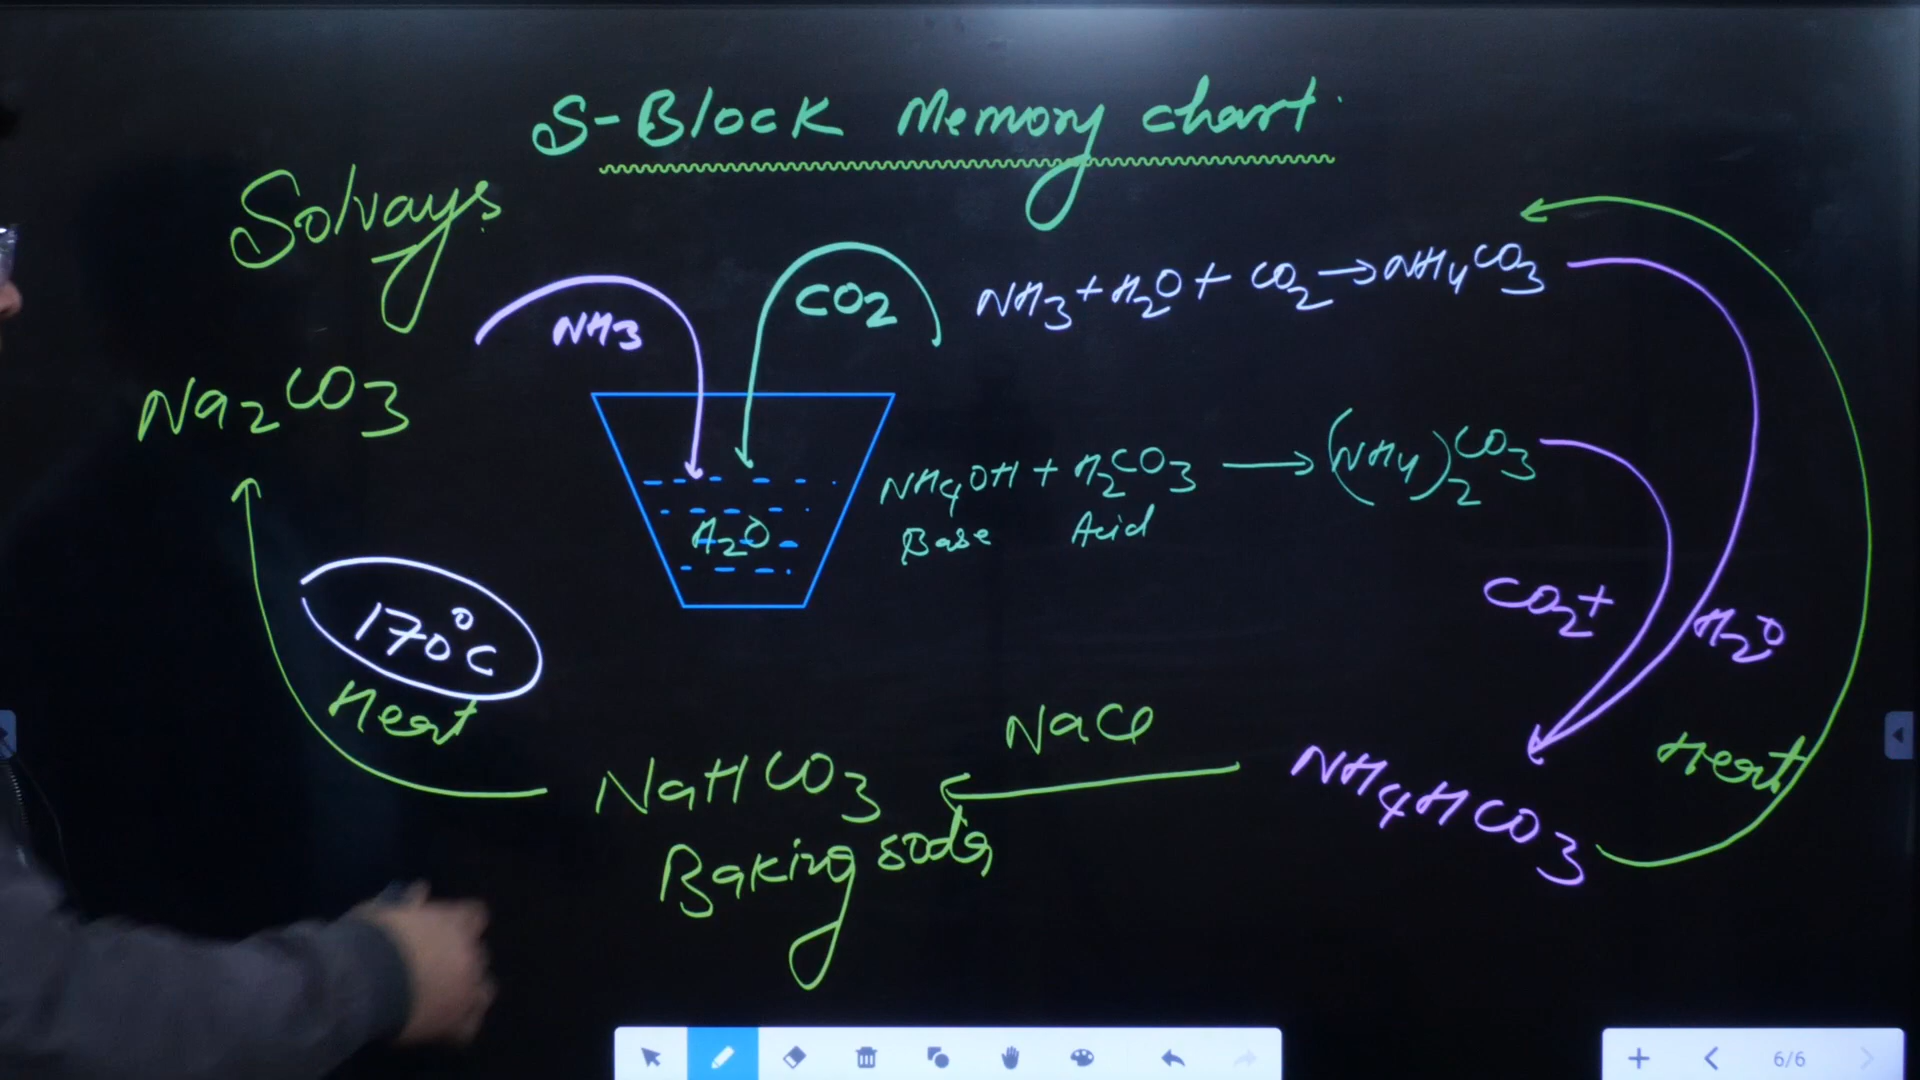 S-Block Memory chart.
Solvays
NH3
CO2
NH3 + H2O + CO2 → NH4CO3
Na2CO3
H2O
NH4OH + H2CO3 → (NH4)2CO3
Base Acid
170°C
Heat
CO2 + H2O
NaCl
NaHCO3
NH4HCO3
Heat
Baking soda
6/6